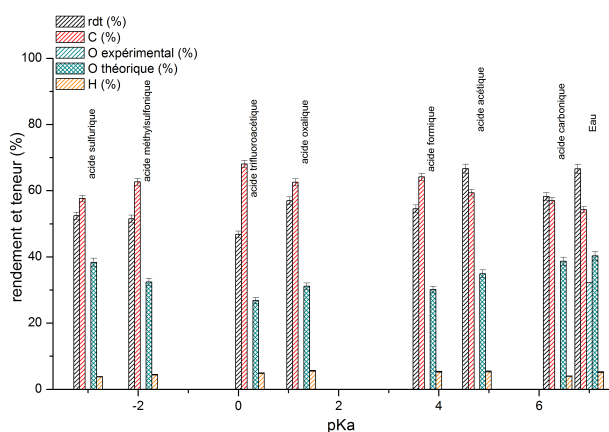 rdt (%)
C (%)
O expérimental (%)
O théorique (%)
H (%)
rendement et teneur (%)
100
80
60
40
20
0
acide sulfurique
acide méthylsulfonique
acide trifluoroacétique
acide oxalique
acide formique
acide acétique
acide carbonique
Eau
-2
0
2
4
6
pKa